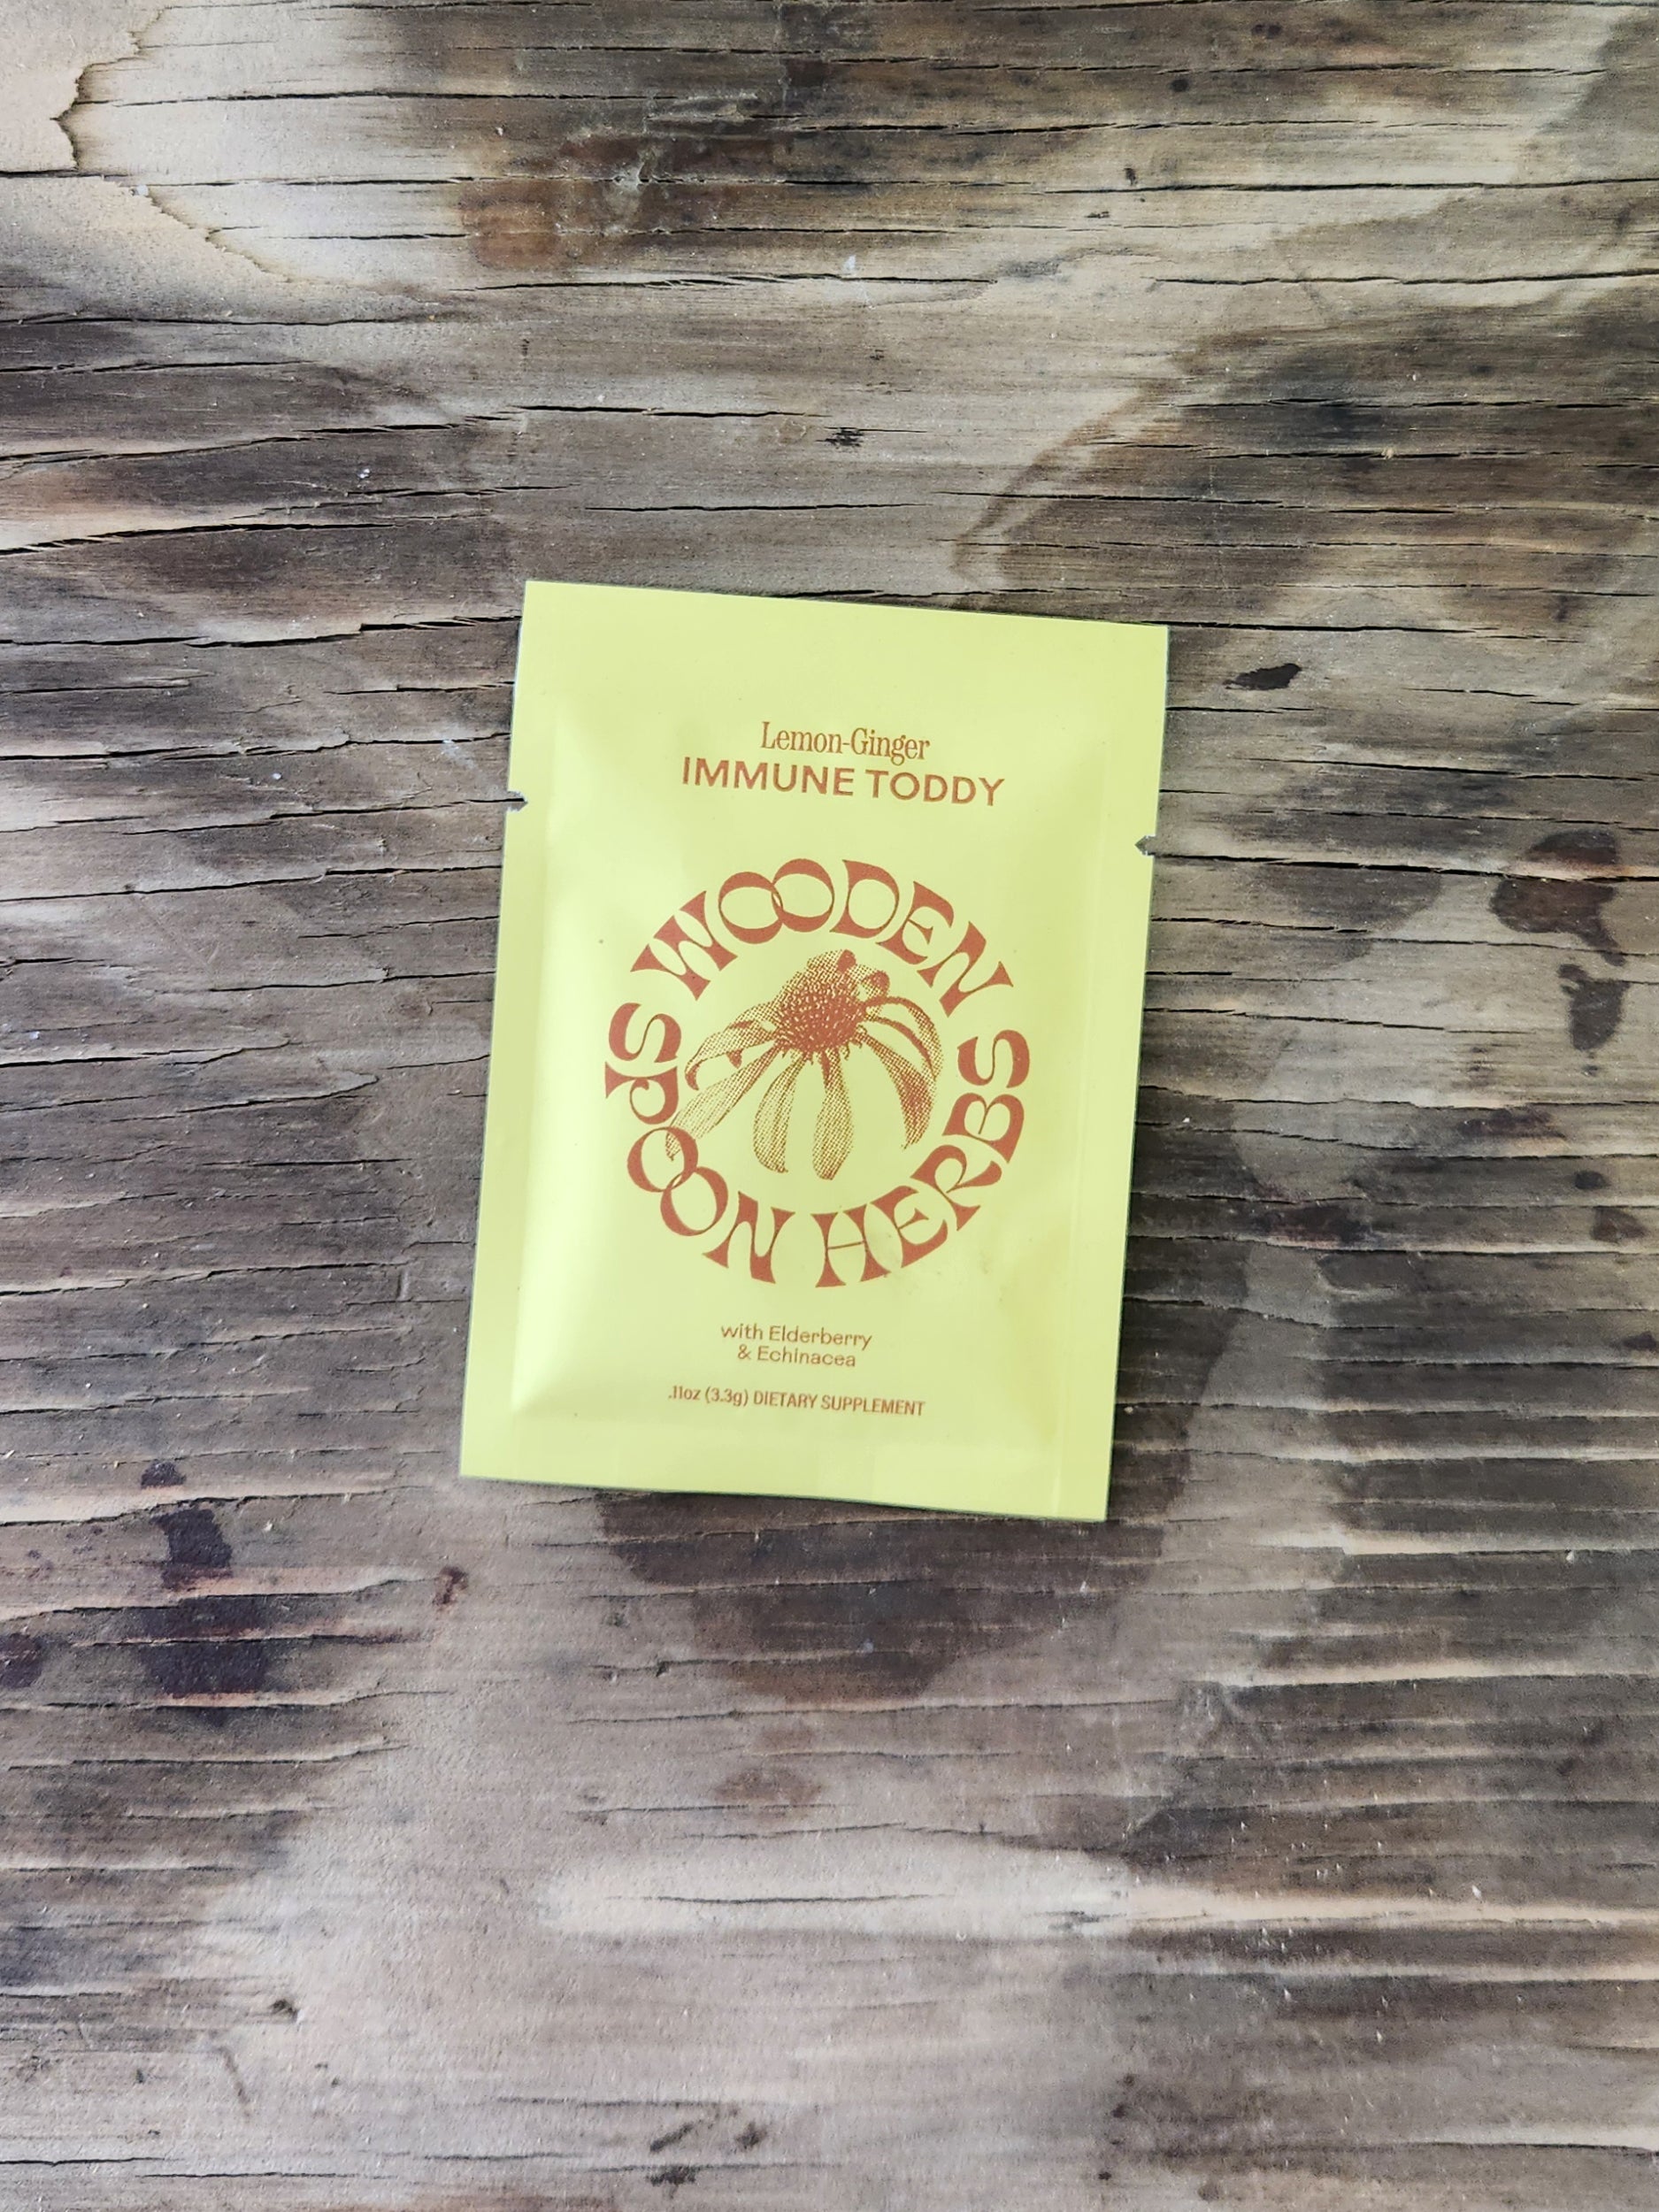 Lemon-Ginger
IMMUNE TODDY
WOODEN SPOON HERBS
with Elderberry
& Echinacea
.11oz (3.3g) DIETARY SUPPLEMENT